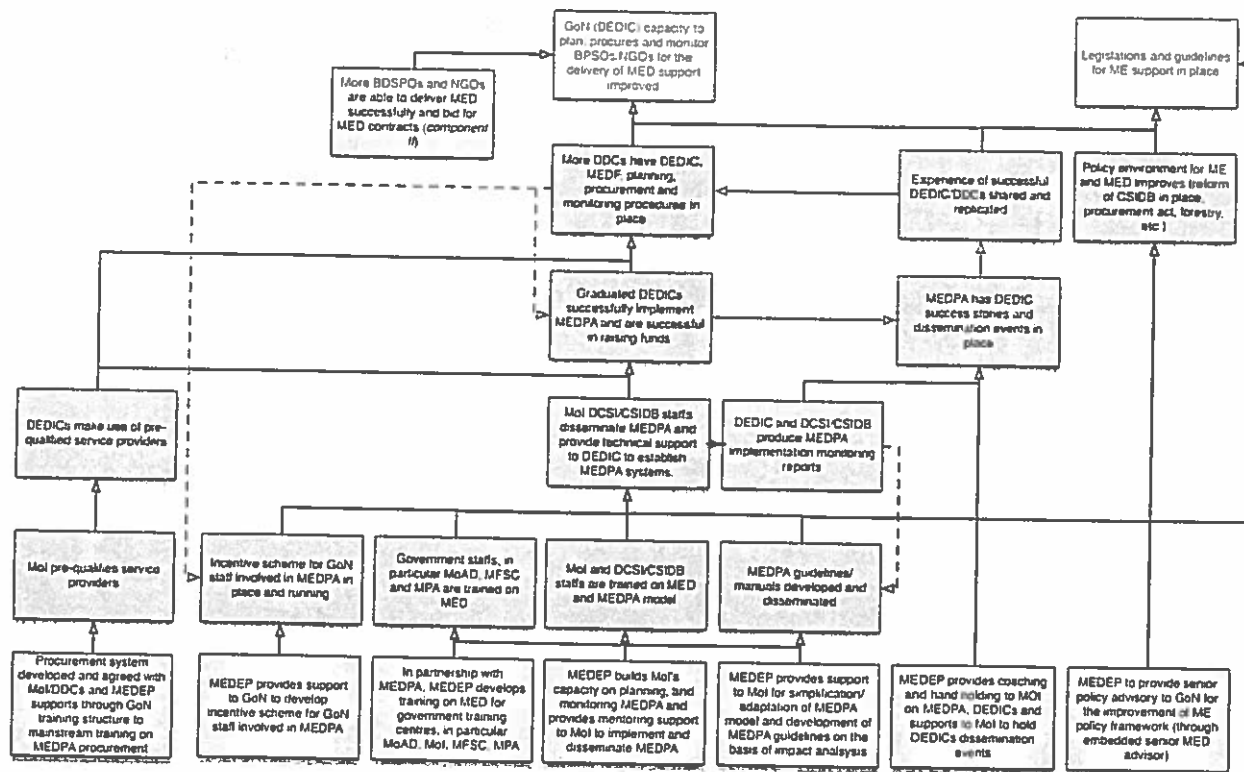 GoN (DEDIC) capacity to
plan, procures and monitor
BPSOs/NGOs for the
delivery of MED support
improved
Legislations and guidelines
for ME support in place
More BDSPOs and NGOs
are able to deliver MED
successfully and bid for
MED contracts (component
II)
More DDCs have DEDIC,
MEDF, planning,
procurement and
monitoring procedures in
place
Experience of successful
DEDIC/DDCs shared and
replicated
Policy environment for ME
and MED improves (reform
of CSIDB in place,
procurement act, forestry,
etc.)
Graduated DEDICs
successfully implement
MEDPA and are successful
in raising funds
MEDPA has DEDIC
success stories and
dissemination events in
place
DEDICs make use of pre-
qualified service providers
MoI DCSI/CSIDB staffs
disseminate MEDPA and
provide technical support
to DEDIC to establish
MEDPA systems.
DEDIC and DCSI/CSIDB
produce MEDPA
implementation monitoring
reports
MoI pre-qualifies service
providers
Incentive scheme for GoN
staff involved in MEDPA in
place and running
Government staffs, in
particular MoAD, MFSC
and MPA are trained on
MED
MoI and DCSI/CSIDB
staffs are trained on MED
and MEDPA model
MEDPA guidelines/
manuals developed and
disseminated
Procurement system
developed and agreed with
MoI/DDCs and MEDEP
supports through GoN
training structure to
mainstream training on
MEDPA procurement
MEDEP provides support
to GoN to develop
incentive scheme for GoN
staff involved in MEDPA
In partnership with
MEDPA, MEDEP develops
training on MED for
government training
centres, in particular
MoAD, MoI, MFSC, MPA
MEDEP builds MoI's
capacity on planning, and
monitoring MEDPA and
provides mentoring support
to MoI to implement and
disseminate MEDPA
MEDEP provides support
to MoI for simplification/
adaptation of MEDPA
model and development of
MEDPA guidelines on the
basis of impact analysis
MEDEP provides coaching
and hand holding to MOI
on MEDPA, DEDICs and
supports to MoI to hold
DEDICs dissemination
events
MEDEP to provide senior
policy advisory to GoN
for the improvement of ME
policy framework (through
embedded senior MED
advisor)